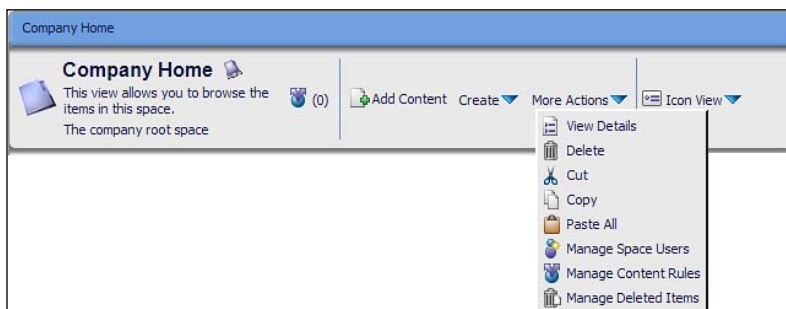 Company Home
Company Home
This view allows you to browse the
items in this space.
The company root space
(0)
Add Content
Create
More Actions
Icon View
View Details
Delete
Cut
Copy
Paste All
Manage Space Users
Manage Content Rules
Manage Deleted Items